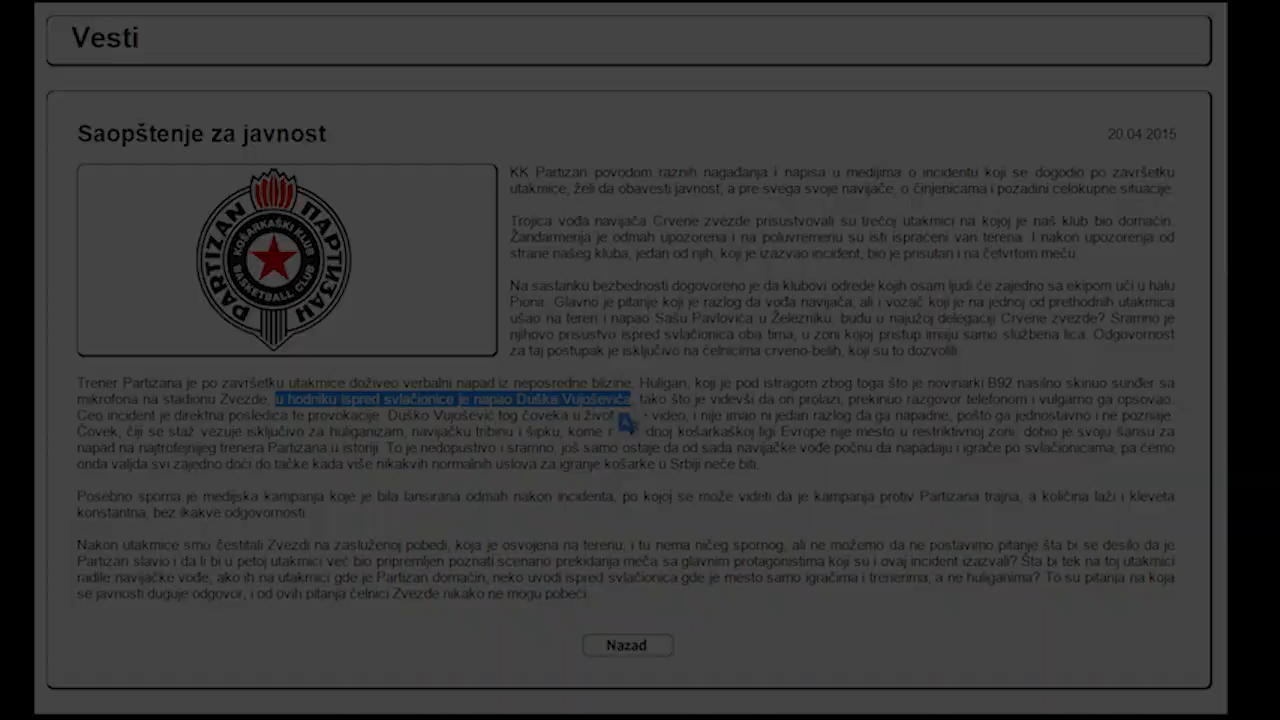 Vesti
Saopštenje za javnost
20.04.2015
PARTIZAN ПАРТИЗАН
KOŠARKAŠKI KLUB
BASKETBALL CLUB
KK Partizan povodom raznih nagađanja i napisa u medijima o incidentu koji se dogodio po završetku
utakmice, želi da obavesti javnost, a pre svega svoje navijače, o činjenicama i pozadini celokupne situacije.
Trojica vođa navijača Crvene zvezde prisustvovali su trećoj utakmici na kojoj je naš klub bio domaćin.
Žandarmerija je odmah upozorena i na poluvremenu su isti ispraćeni van terena. I nakon upozorenja od
strane našeg kluba, jedan od njih, koji je izazvao incident, bio je prisutan i na četvrtom meču.
Na sastanku bezbednosti dogovoreno je da klubovi odrede kojih osam ljudi će zajedno sa ekipom ući u halu
Pionir. Glavno je pitanje koji je razlog da vođa navijača, ali i vozač koji je na jednoj od prethodnih utakmica
ušao na teren i napao Sašu Pavlovića u Železniku, budu u najužoj delegaciji Crvene zvezde? Sramno je
njihovo prisustvo ispred svlačionica oba tima, u zoni kojoj pristup imaju samo službena lica. Odgovornost
za taj postupak je isključivo na čelnicima crveno-belih, koji su to dozvolili.
Trener Partizana je po završetku utakmice doživeo verbalni napad iz neposredne blizine. Huligan, koji je pod istragom zbog toga što je novinarki B92 nasilno skinuo sunđer sa
mikrofona na stadionu Zvezde, u hodniku ispred svlačionice je napao Duška Vujoševića, tako što je videvši da on prolazi, prekinuo razgovor telefonom i vulgarno ga opsovao.
Ceo incident je direktna posledica te provokacije. Duško Vujošević tog čoveka u život video, i nije imao ni jedan razlog da ga napadne, pošto ga jednostavno i ne poznaje.
Čovek, čiji se staž vezuje isključivo za huliganizam, navijačku tribinu i šipku, kome dnoj košarkaškoj ligi Evrope nije mesto u restriktivnoj zoni, dobio je svoju šansu za
napad na najtrofejnijeg trenera Partizana u istoriji. To je nedopustivo i sramno, još samo ostaje da od sada navijačke vođe počnu da napadaju i igrače po svlačionicama, pa ćemo
onda valjda svi zajedno doći do tačke kada više nikakvih normalnih uslova za igranje košarke u Srbiji neće biti.
Posebno sporna je medijska kampanja koje je bila lansirana odmah nakon incidenta, po kojoj se može videti da je kampanja protiv Partizana trajna, a količina laži i kleveta
konstantna, bez ikakve odgovornosti.
Nakon utakmice smo čestitali Zvezdi na zasluženoj pobedi, koja je osvojena na terenu, i tu nema ničeg spornog, ali ne možemo da ne postavimo pitanje šta bi se desilo da je
Partizan slavio i da li bi u petoj utakmici već bio pripremljen poznati scenario prekidanja meča sa glavnim protagonistima koji su i ovaj incident izazvali? Šta bi tek na toj utakmici
radile navijačke vođe, ako ih na utakmici gde je Partizan domaćin, neko uvodi ispred svlačionica gde je mesto samo igračima i trenerima, a ne huliganima? To su pitanja na koja
se javnosti duguje odgovor, i od ovih pitanja čelnici Zvezde nikako ne mogu pobeći.
Nazad